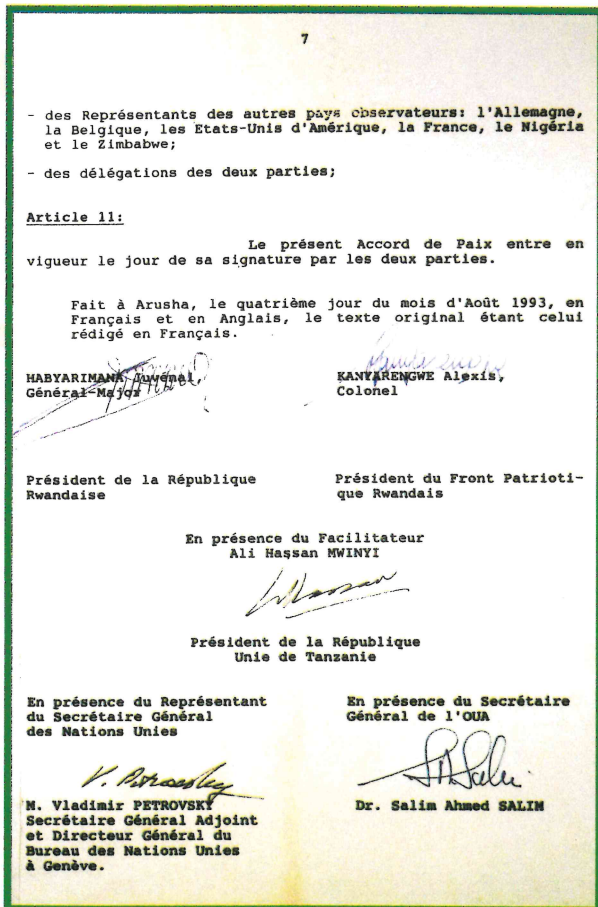 7
- des Représentants des autres pays observateurs: l'Allemagne,
la Belgique, les Etats-Unis d'Amérique, la France, le Nigéria
et le Zimbabwe;
- des délégations des deux parties;
Article 11:
Le présent Accord de Paix entre en
vigueur le jour de sa signature par les deux parties.
Fait à Arusha, le quatrième jour du mois d'Août 1993, en
Français et en Anglais, le texte original étant celui
rédigé en Français.
HABYARIMANA Juvénal,
Général-Major
KANYARENGWE Alexis,
Colonel
Président de la République
Rwandaise
Président du Front Patrioti-
que Rwandais
En présence du Facilitateur
Ali Hassan MWINYI
Président de la République
Unie de Tanzanie
En présence du Représentant
du Secrétaire Général
des Nations Unies
V. Petrovsky
M. Vladimir PETROVSKY
Secrétaire Général Adjoint
et Directeur Général du
Bureau des Nations Unies
à Genève.
En présence du Secrétaire
Général de l'OUA
Dr. Salim Ahmed SALIM